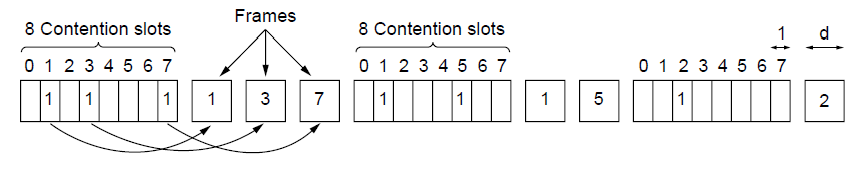 Frames
8 Contention slots 8 Contention slots 1 d
0 1 2 3 4 5 6 7 0 1 2 3 4 5 6 7 0 1 2 3 4 5 6 7
1 1 1 1 3 7 1 1 1 5 1 2